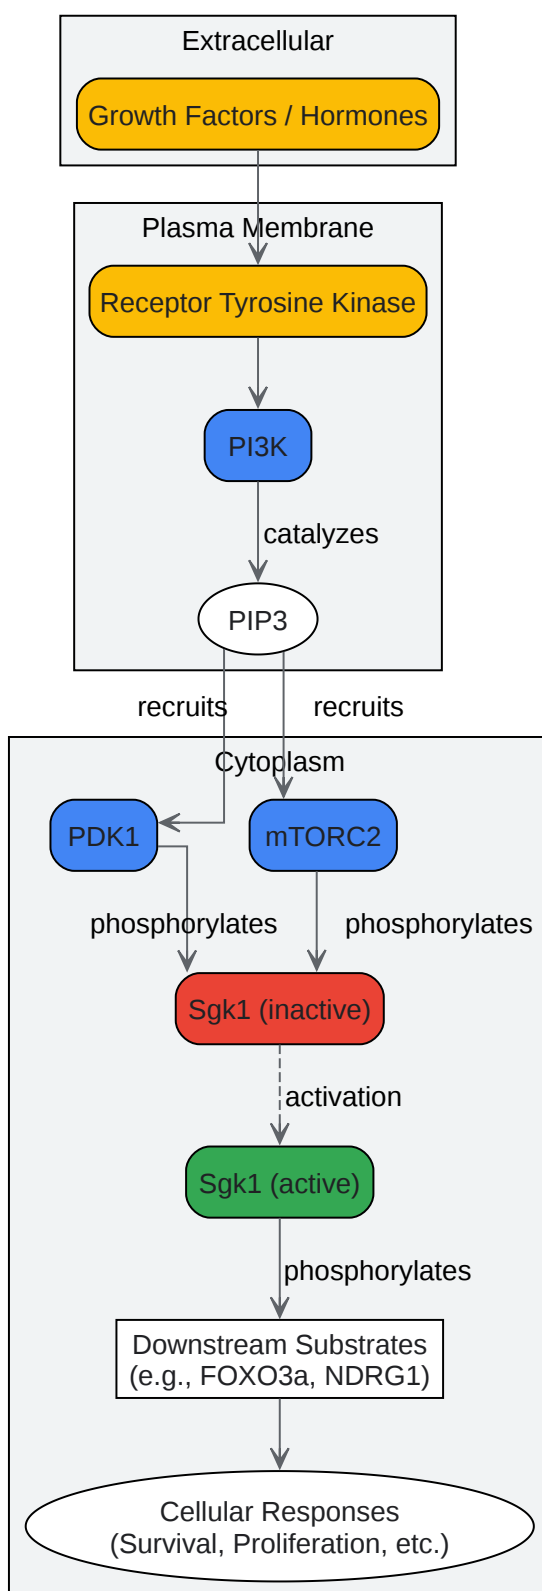 Extracellular
Growth Factors / Hormones
Plasma Membrane
Receptor Tyrosine Kinase
PI3K
catalyzes
PIP3
recruits
recruits
Cytoplasm
PDK1
mTORC2
phosphorylates
phosphorylates
Sgk1 (inactive)
activation
Sgk1 (active)
phosphorylates
Downstream Substrates
(e.g., FOXO3a, NDRG1)
Cellular Responses
(Survival, Proliferation, etc.)